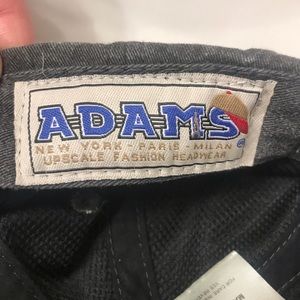 ADAMS
NEW YORK - PARIS - MILAN
UPSCALE FASHION HEADWEAR
®